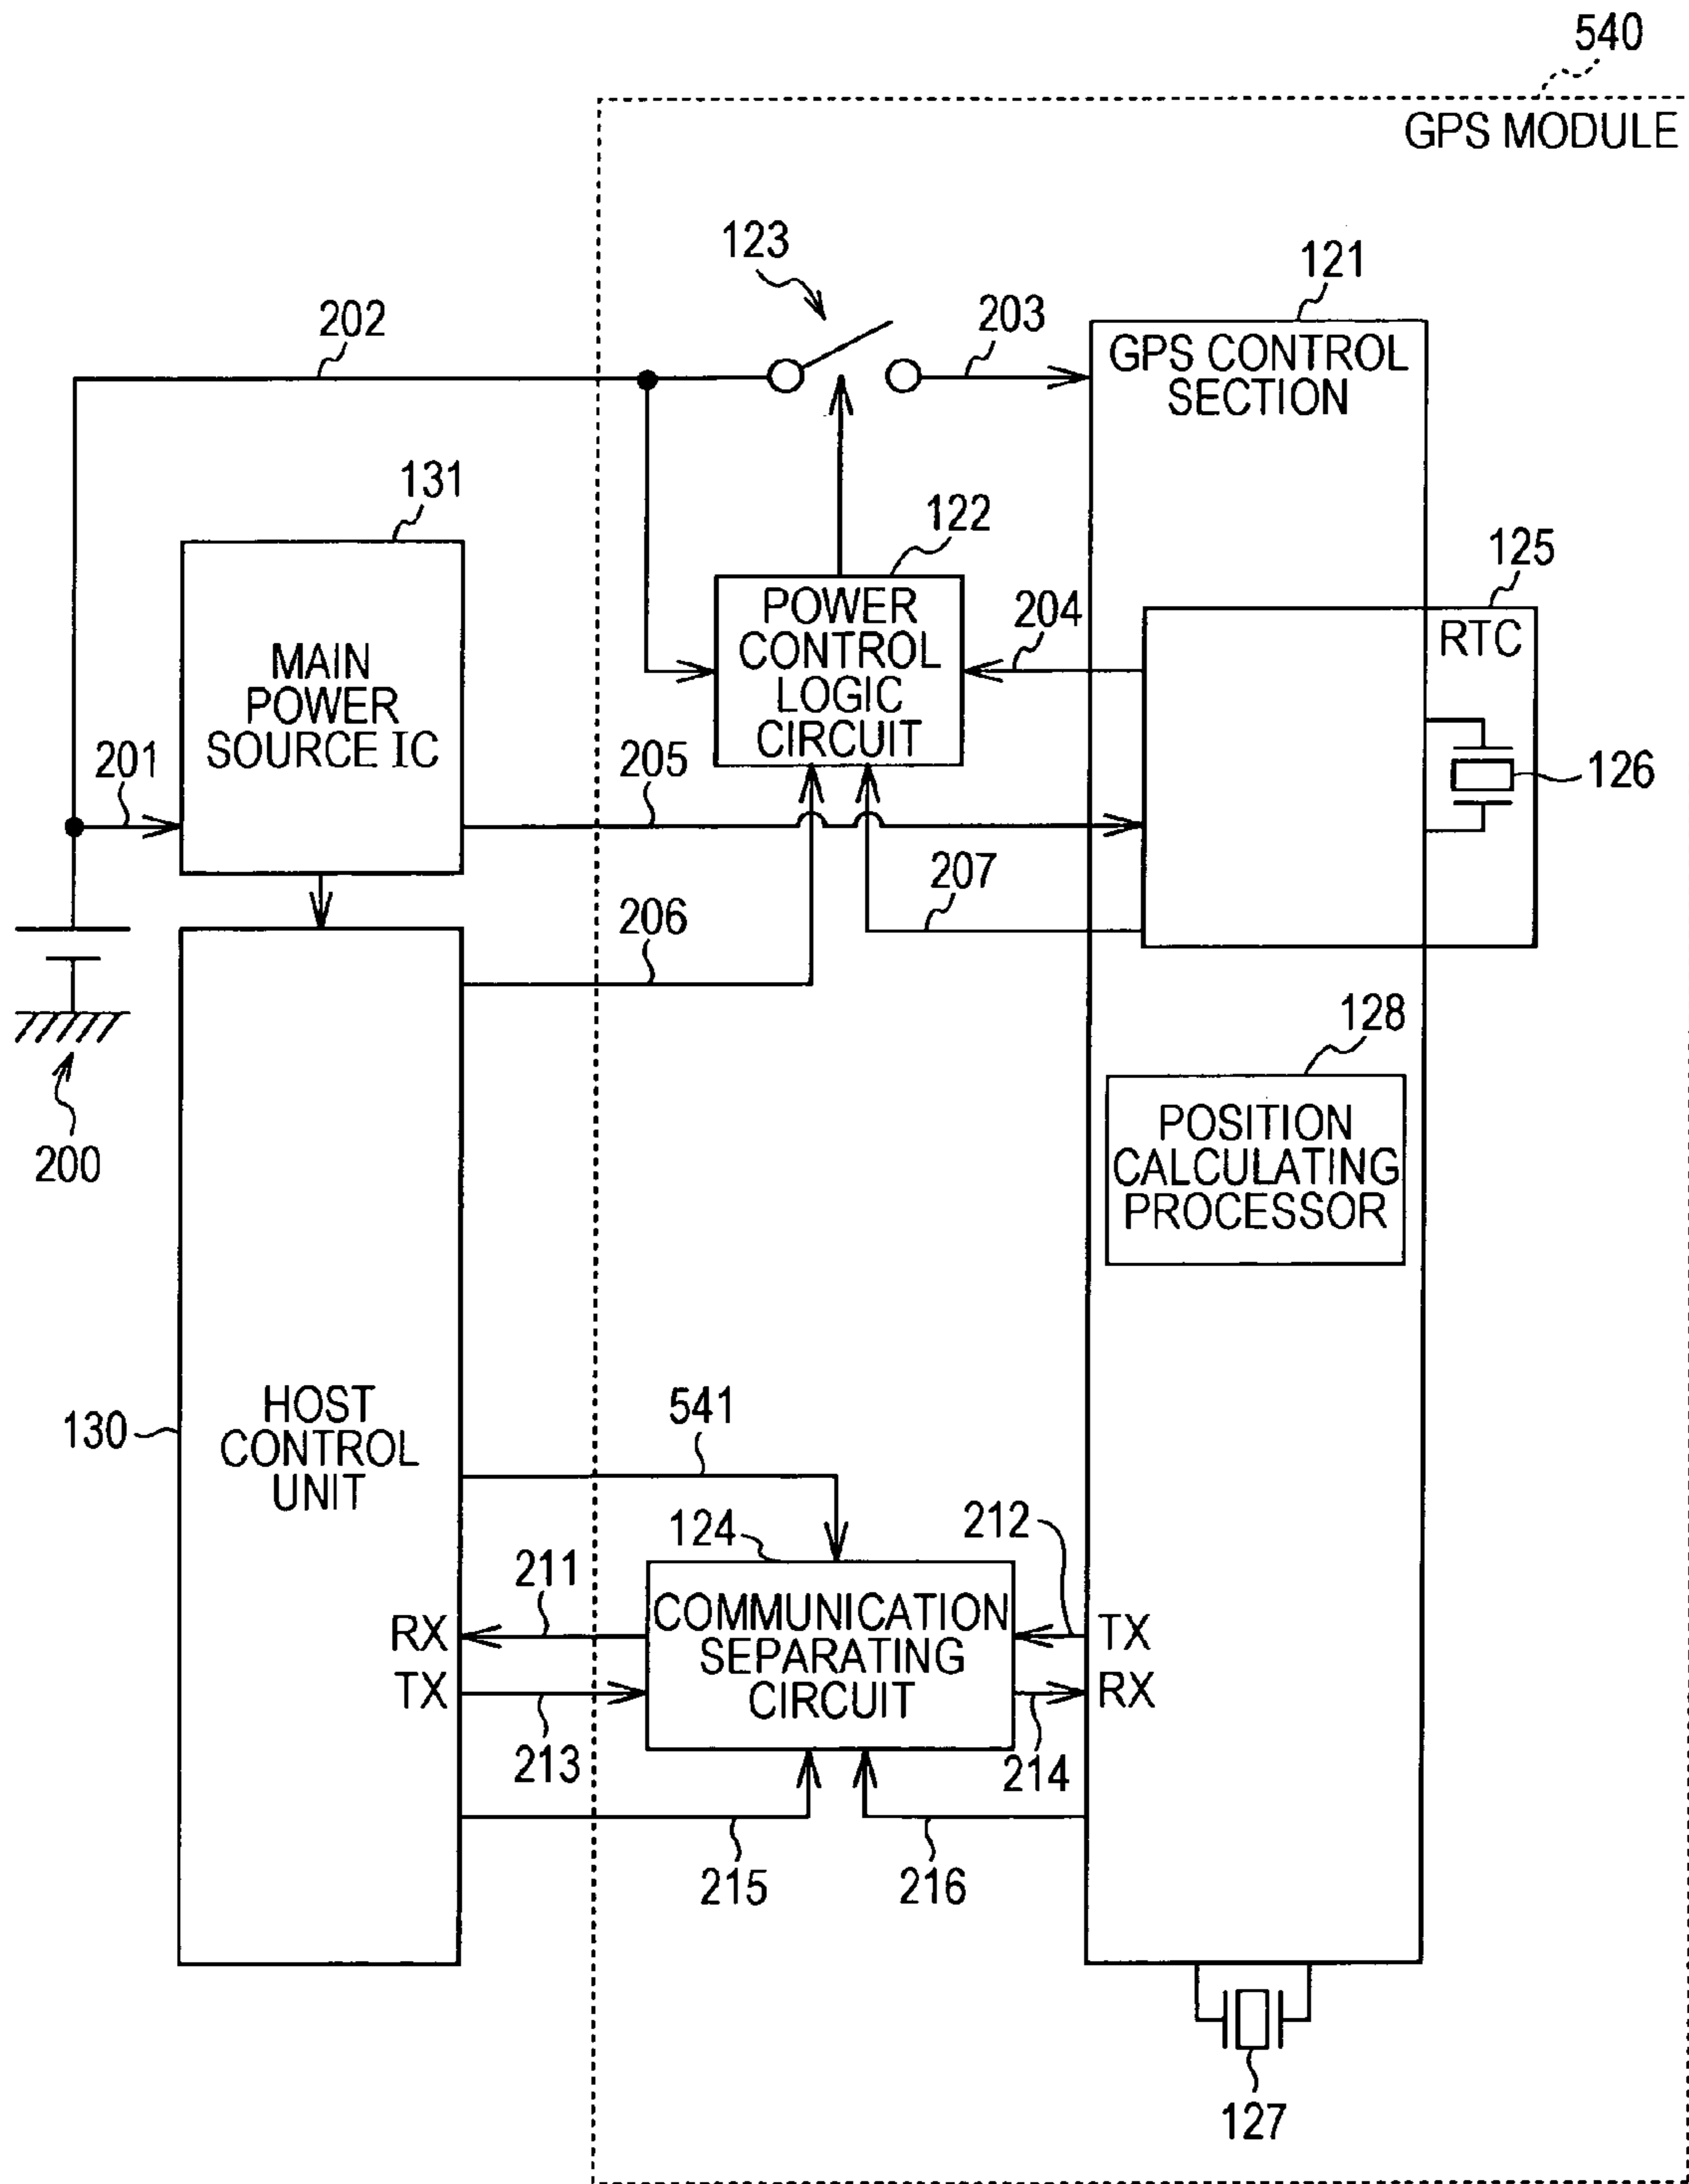 540
GPS MODULE
123
121
202
203
GPS CONTROL
SECTION
131
122
125
POWER
CONTROL
LOGIC
CIRCUIT
204
RTC
MAIN
POWER
SOURCE IC
201
205
126
207
206
128
POSITION
CALCULATING
PROCESSOR
200
HOST
CONTROL
UNIT
130
541
124
212
211
COMMUNICATION
SEPARATING
CIRCUIT
RX
TX
TX
RX
213
214
215
216
127